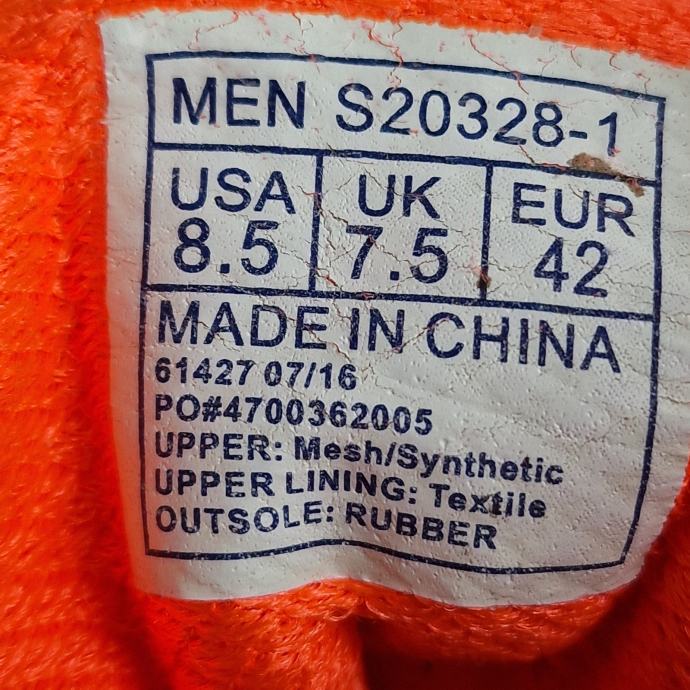 MEN S20328-1
USA UK EUR
8.5 7.5 42
MADE IN CHINA
61427 07/16
PO#4700362005
UPPER: Mesh/Synthetic
UPPER LINING: Textile
OUTSOLE: RUBBER